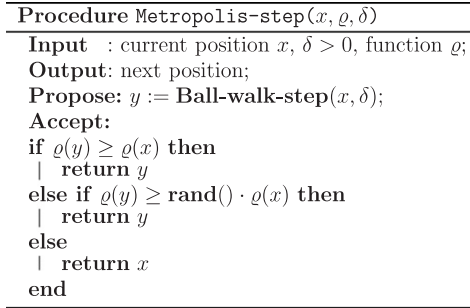 Procedure Metropolis-step(x, ϱ, δ)
Input : current position x, δ > 0, function ϱ;
Output: next position;
Propose: y := Ball-walk-step(x, δ);
Accept:
if ϱ(y) ≥ ϱ(x) then
return y
else if ϱ(y) ≥ rand() · ϱ(x) then
return y
else
return x
end